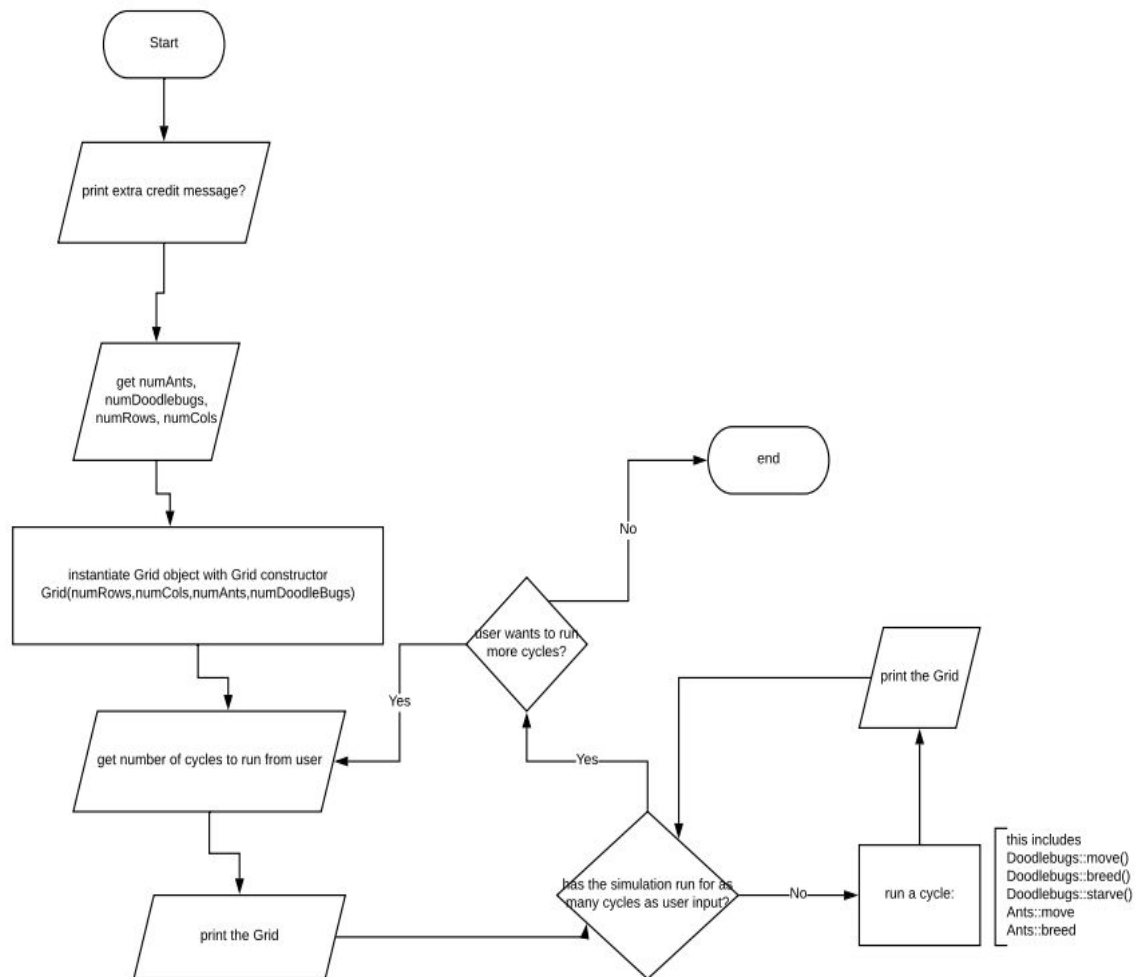 Start
print extra credit message?
get numAnts,
numDoodlebugs,
numRows, numCols
instantiate Grid object with Grid constructor
Grid(numRows,numCols,numAnts,numDoodleBugs)
get number of cycles to run from user
print the Grid
has the simulation run for as
many cycles as user input?
No
run a cycle:
this includes
Doodlebugs::move()
Doodlebugs::breed()
Doodlebugs::starve()
Ants::move
Ants::breed
print the Grid
Yes
user wants to run
more cycles?
Yes
No
end